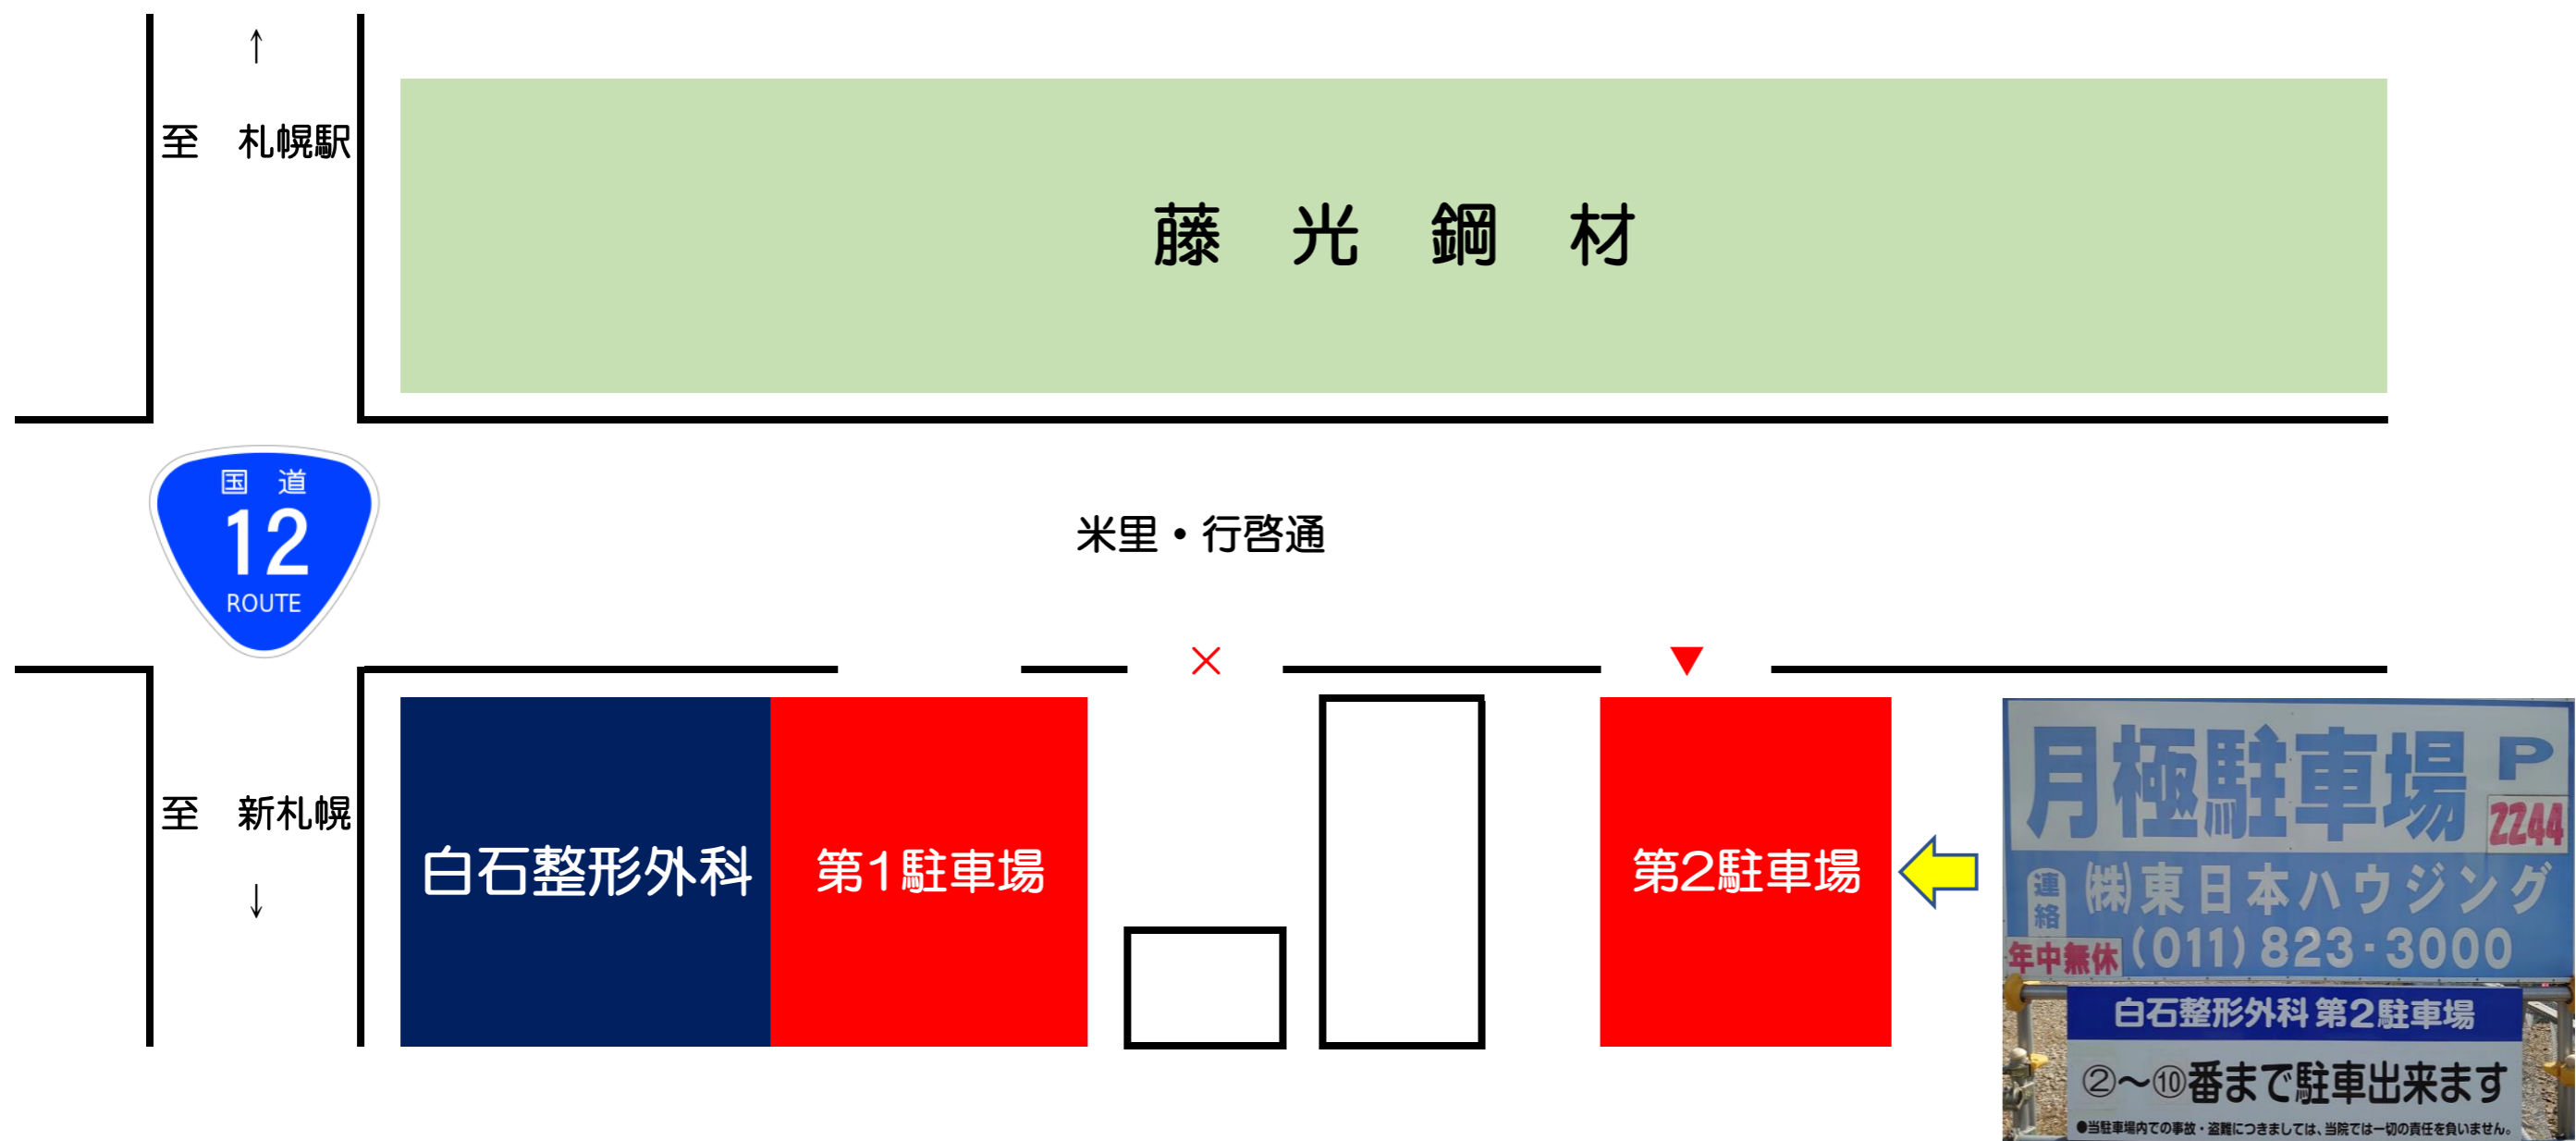 ↑
至　札幌駅
藤　光　鋼　材
国　道
12
ROUTE
米里・行啓通
×
▼
至　新札幌
↓
白石整形外科
第1駐車場
第2駐車場
月極駐車場 P
2244
連絡
(株)東日本ハウジング
年中無休
(011)823-3000
白石整形外科 第2駐車場
②～⑩番まで駐車出来ます
●当駐車場内での事故・盗難につきましては、当院では一切の責任を負いません。